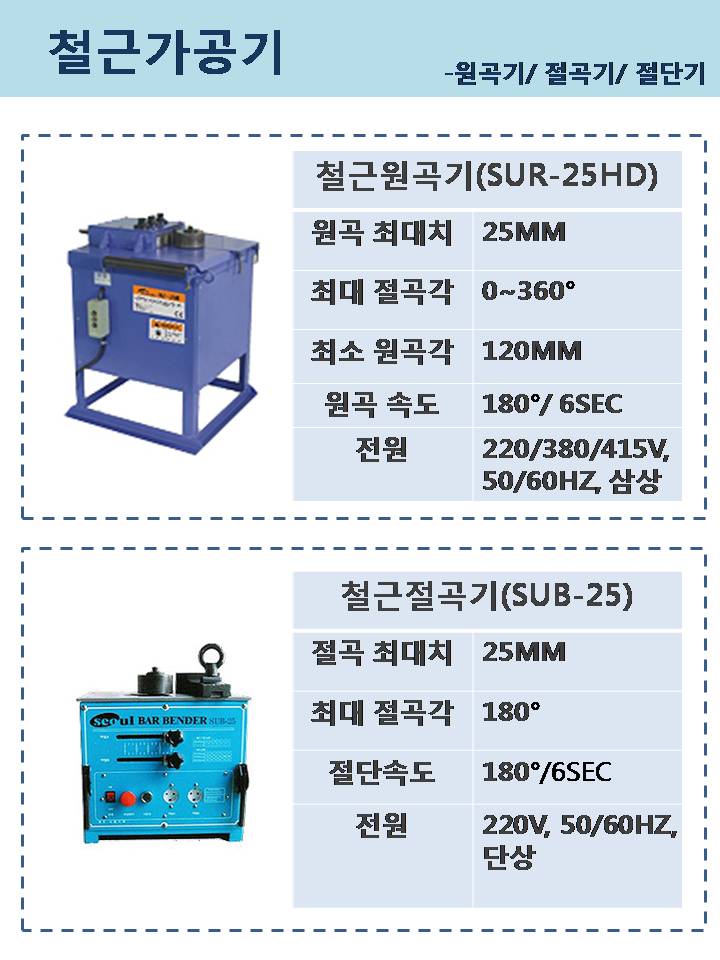 철근가공기
-원곡기/ 절곡기/ 절단기
철근원곡기(SUR-25HD)
원곡 최대치 25MM
최대 절곡각 0~360°
최소 원곡각 120MM
원곡 속도 180°/ 6SEC
전원 220/380/415V,
50/60HZ, 삼상
철근절곡기(SUB-25)
절곡 최대치 25MM
최대 절곡각 180°
절단속도 180°/6SEC
전원 220V, 50/60HZ,
단상
seoul BAR BENDER SUB-25